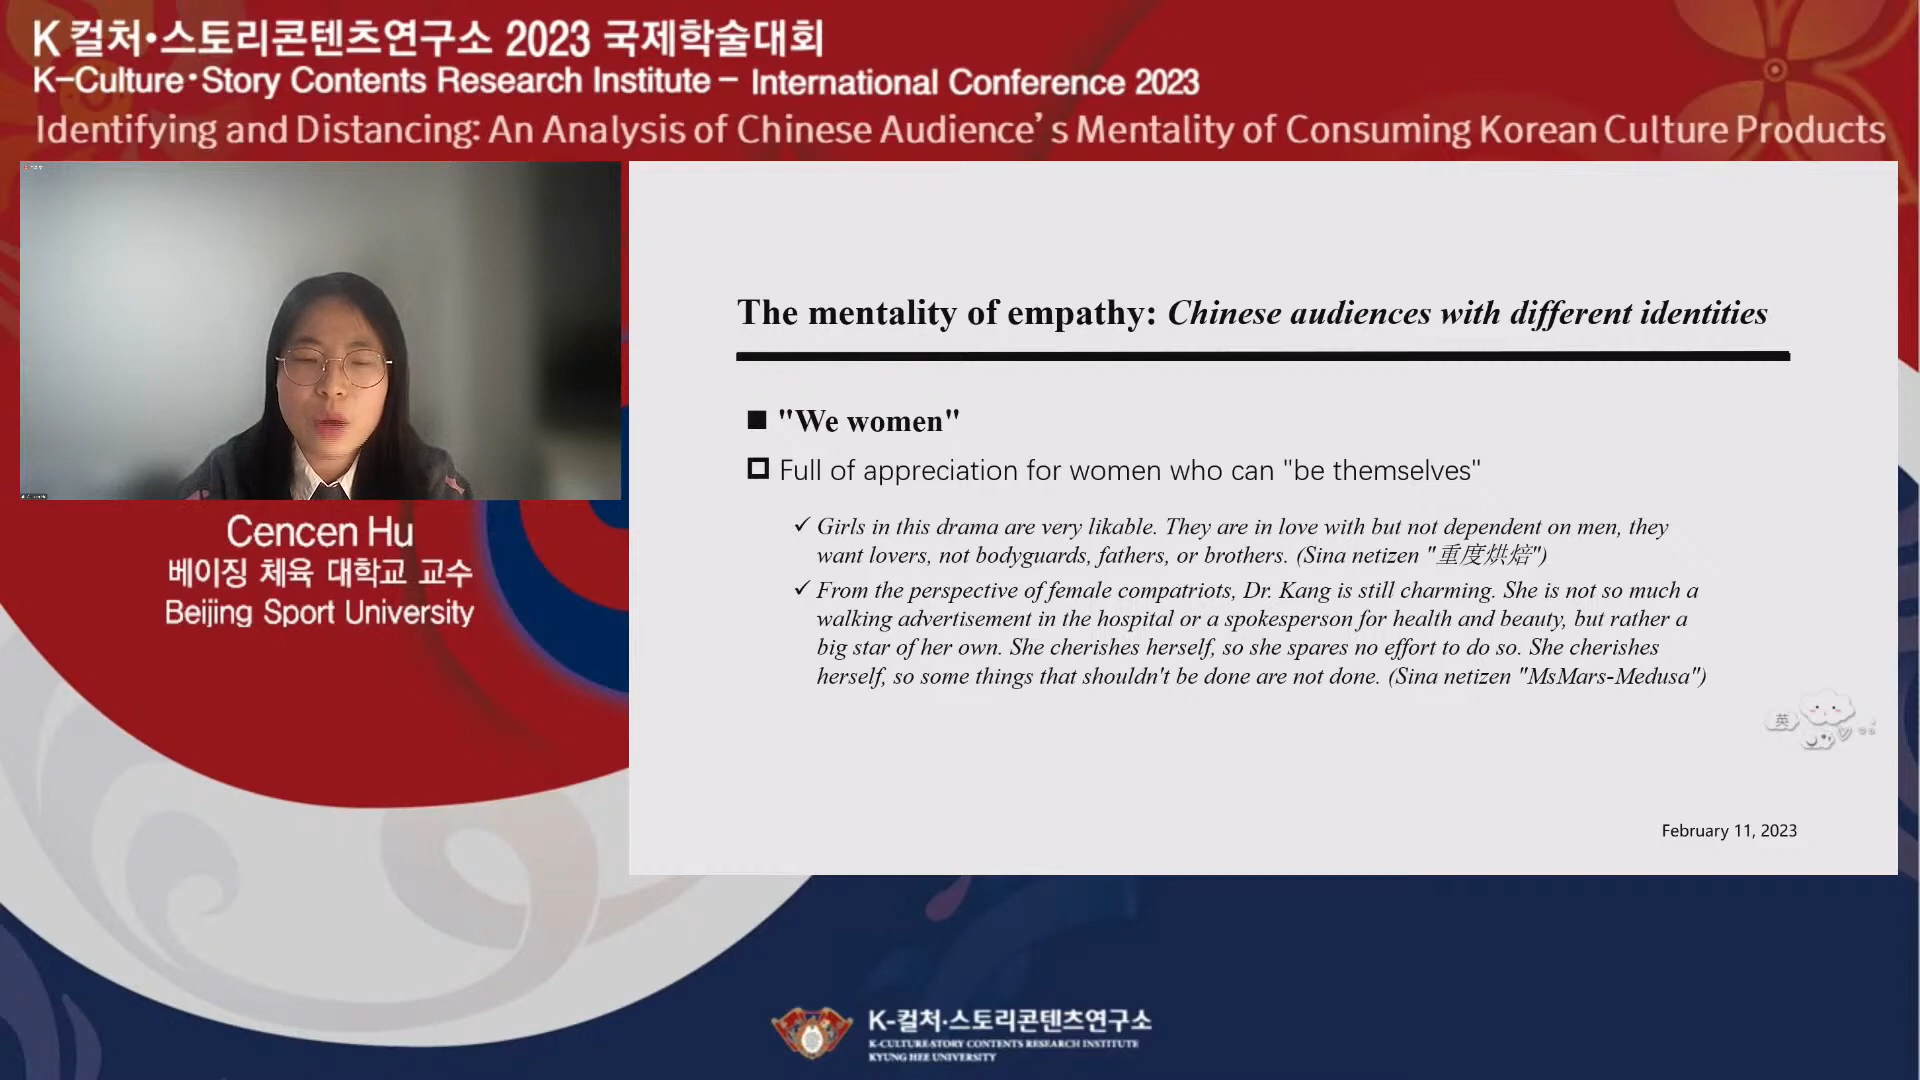 K 컬처•스토리콘텐츠연구소 2023 국제학술대회
K-Culture•Story Contents Research Institute - International Conference 2023
Identifying and Distancing: An Analysis of Chinese Audience’s Mentality of Consuming Korean Culture Products
The mentality of empathy: Chinese audiences with different identities
"We women"
Full of appreciation for women who can "be themselves"
Girls in this drama are very likable. They are in love with but not dependent on men, they
want lovers, not bodyguards, fathers, or brothers. (Sina netizen "重度烘焙")
From the perspective of female compatriots, Dr. Kang is still charming. She is not so much a
walking advertisement in the hospital or a spokesperson for health and beauty, but rather a
big star of her own. She cherishes herself, so she spares no effort to do so. She cherishes
herself, so some things that shouldn't be done are not done. (Sina netizen "MsMars-Medusa")
英
February 11, 2023
Cencen Hu
베이징 체육 대학교 교수
Beijing Sport University
K-컬처•스토리콘텐츠연구소
K-CULTURE•STORY CONTENTS RESEARCH INSTITUTE
KYUNG HEE UNIVERSITY